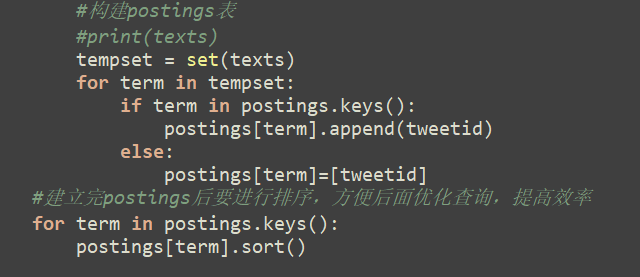 #构建postings表
#print(texts)
tempset = set(texts)
for term in tempset:
if term in postings.keys():
postings[term].append(tweetid)
else:
postings[term]=[tweetid]
#建立完postings后要进行排序，方便后面优化查询，提高效率
for term in postings.keys():
postings[term].sort()